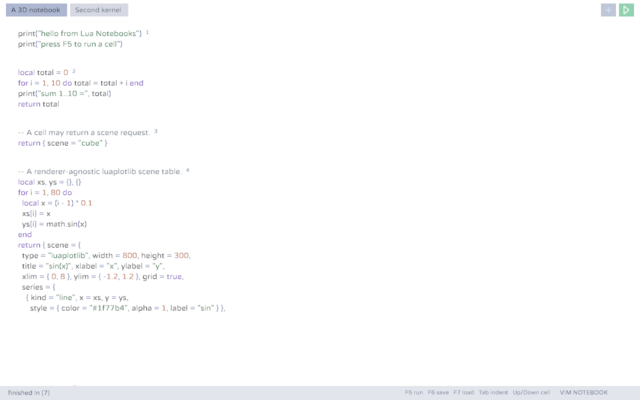 A 3D notebook
Second kernel
+
print("hello from Lua Notebooks") 1
print("press F5 to run a cell")
local total = 0 2
for i = 1, 10 do total = total + i end
print("sum 1..10 =", total)
return total
-- A cell may return a scene request. 3
return { scene = "cube" }
-- A renderer-agnostic luaplotlib scene table. 4
local xs, ys = {}, {}
for i = 1, 80 do
local x = (i - 1) * 0.1
xs[i] = x
ys[i] = math.sin(x)
end
return { scene = {
type = "luaplotlib", width = 800, height = 300,
title = "sin(x)", xlabel = "x", ylabel = "y",
xlim = { 0, 8 }, ylim = { -1.2, 1.2 }, grid = true,
series = {
{ kind = "line", x = xs, y = ys,
style = { color = "#1f77b4", alpha = 1, label = "sin" } },
finished in [7]
F5 run F6 save F7 load Tab indent Up/Down cell
VIM NOTEBOOK